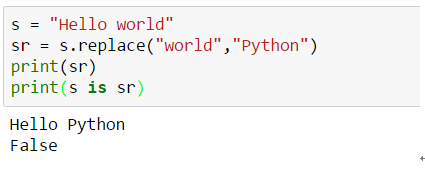 s = "Hello world"
sr = s.replace("world","Python")
print(sr)
print(s is sr)
Hello Python
False